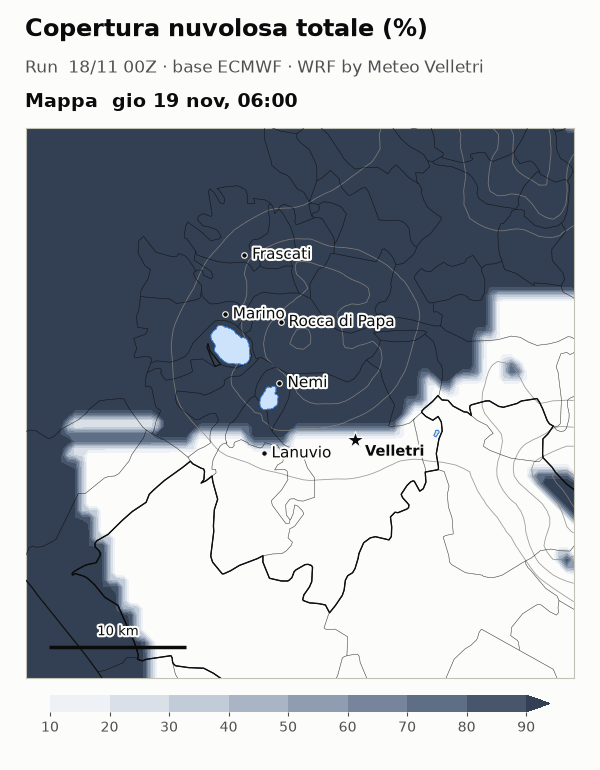 Copertura nuvolosa totale (%)
Run  18/11 00Z · base ECMWF · WRF by Meteo Velletri
Mappa  gio 19 nov, 06:00
Frascati
Marino
Rocca di Papa
Nemi
Velletri
Lanuvio
10 km
10 20 30 40 50 60 70 80 90